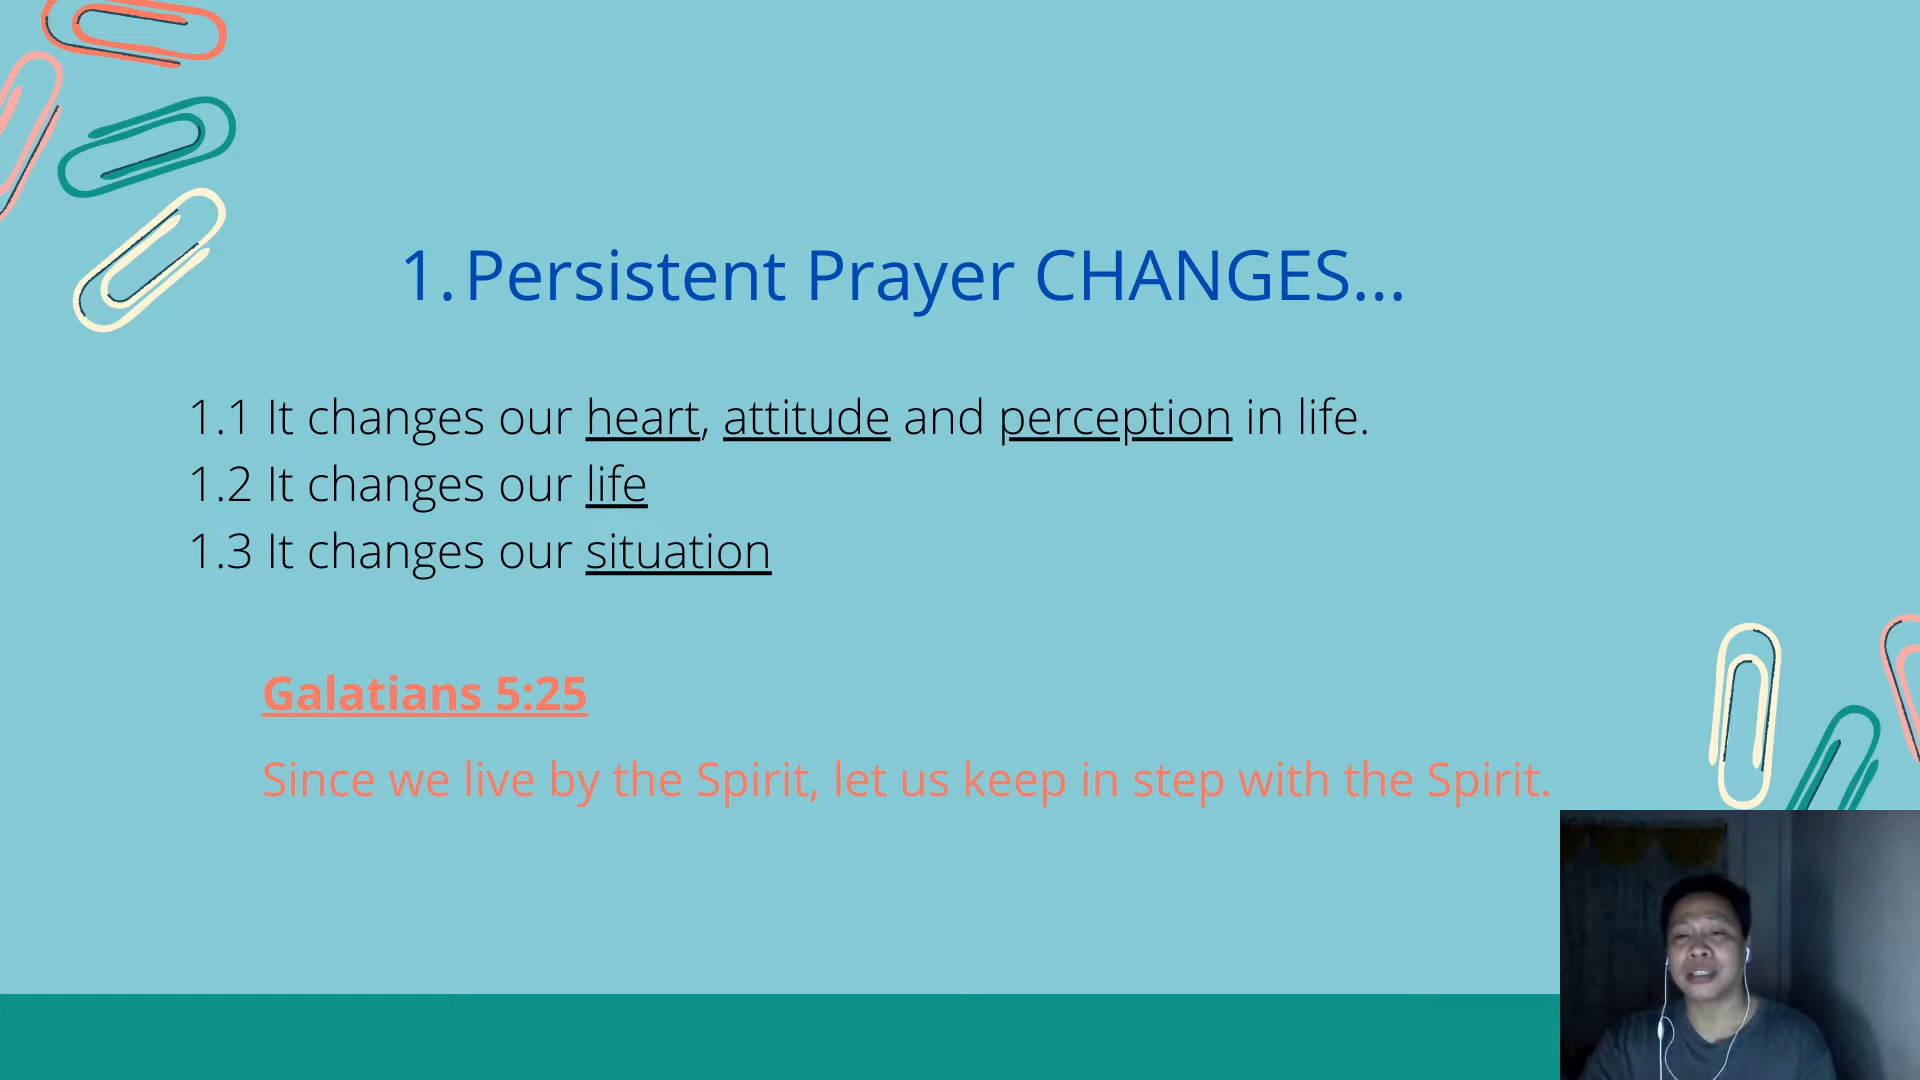 1. Persistent Prayer CHANGES...
1.1 It changes our heart, attitude and perception in life.
1.2 It changes our life
1.3 It changes our situation
Galatians 5:25
Since we live by the Spirit, let us keep in step with the Spirit.